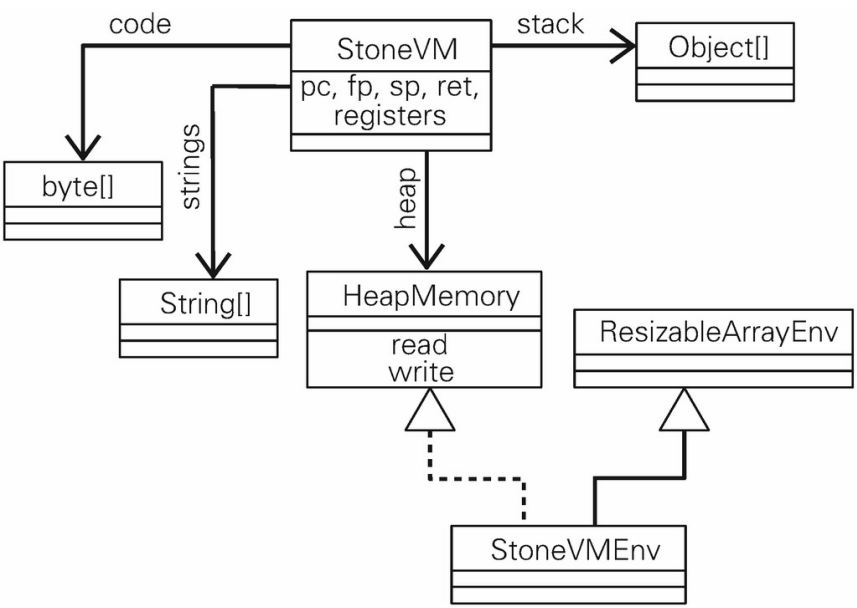 code
StoneVM
stack
Object[]
pc, fp, sp, ret,
registers
byte[]
strings
heap
String[]
HeapMemory
read
write
ResizableArrayEnv
StoneVMEnv